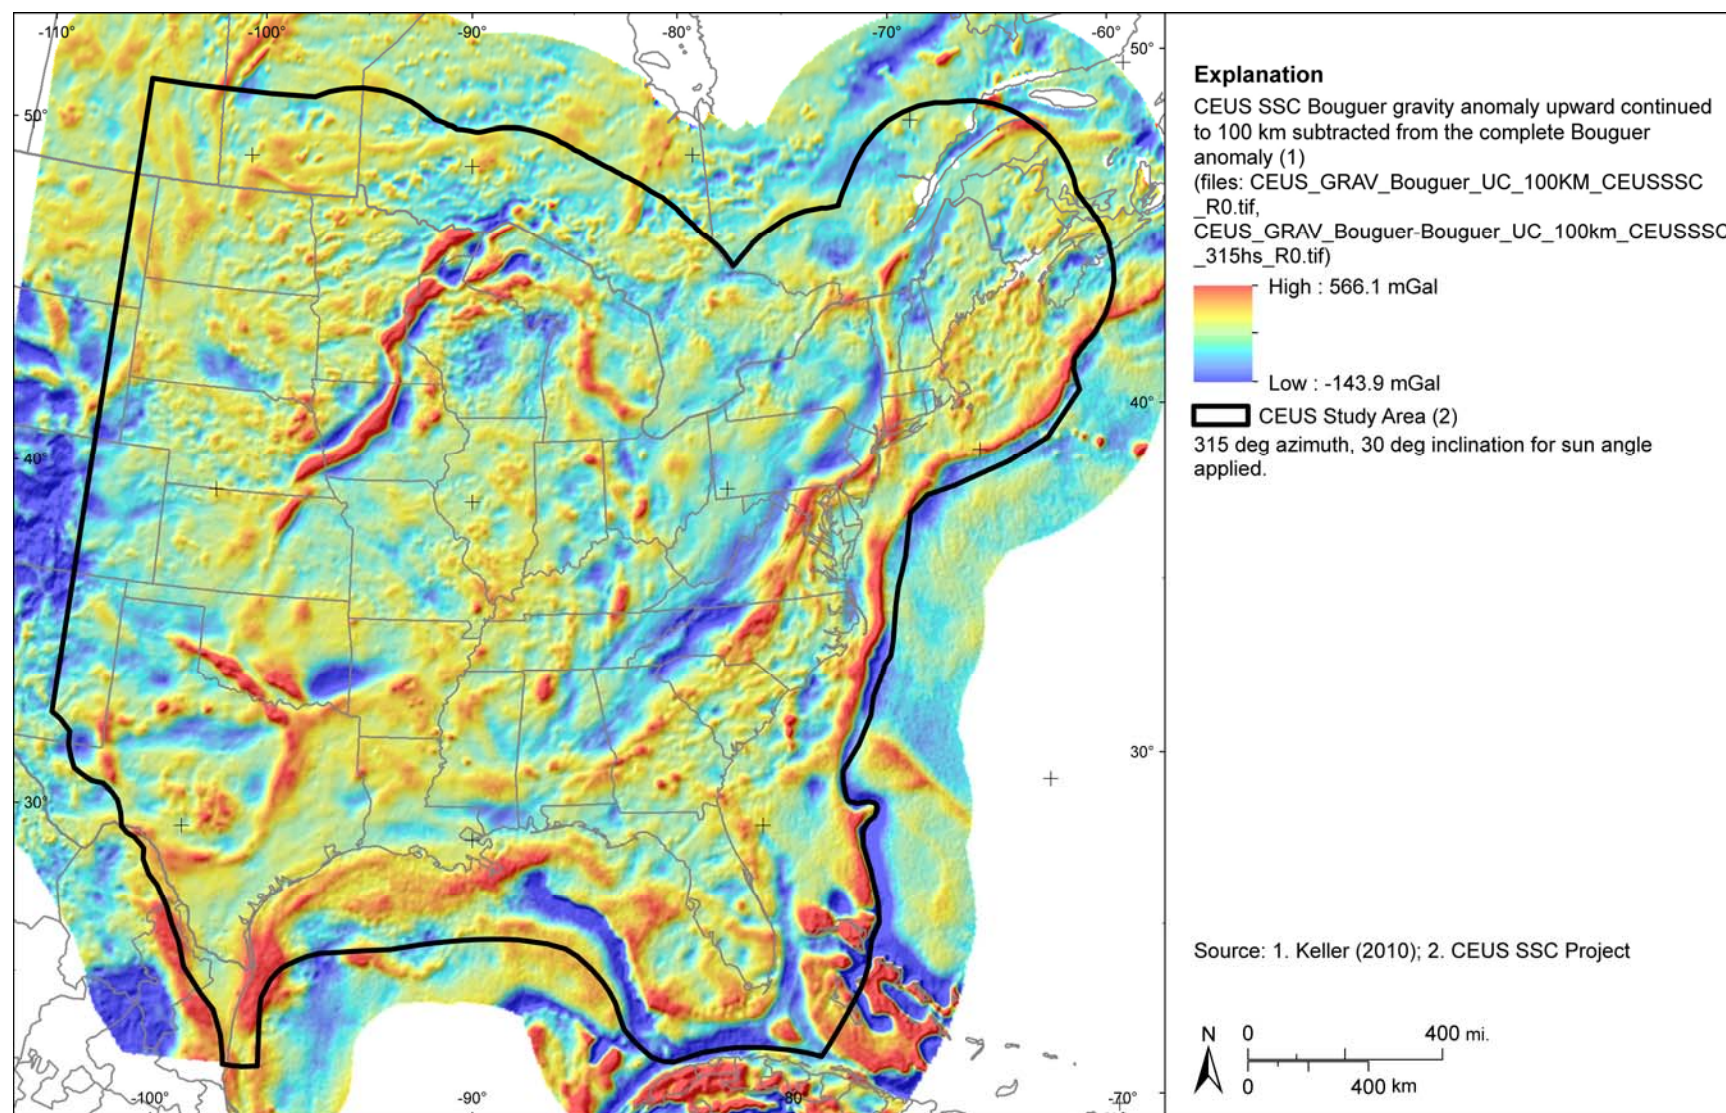 -110°
-100°
-90°
-80°
-70°
-60°
50°
50°
40°
40°
30°
30°
-100°
-90°
-80°
-70°
Explanation
CEUS SSC Bouguer gravity anomaly upward continued
to 100 km subtracted from the complete Bouguer
anomaly (1)
(files: CEUS_GRAV_Bouguer_UC_100KM_CEUSSSC
_R0.tif,
CEUS_GRAV_Bouguer-Bouguer_UC_100km_CEUSSSC
_315hs_R0.tif)
High : 566.1 mGal
Low : -143.9 mGal
CEUS Study Area (2)
315 deg azimuth, 30 deg inclination for sun angle
applied.
Source: 1. Keller (2010); 2. CEUS SSC Project
N
0 400 mi.
0 400 km